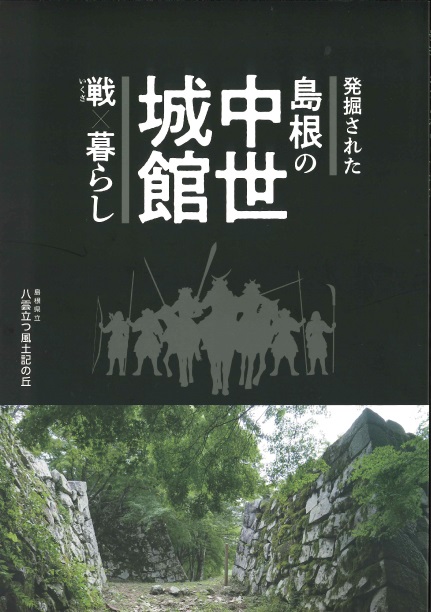 発掘された
島根の
中世
城館
戦×暮らし
いくさ
島根県立
八雲立つ風土記の丘